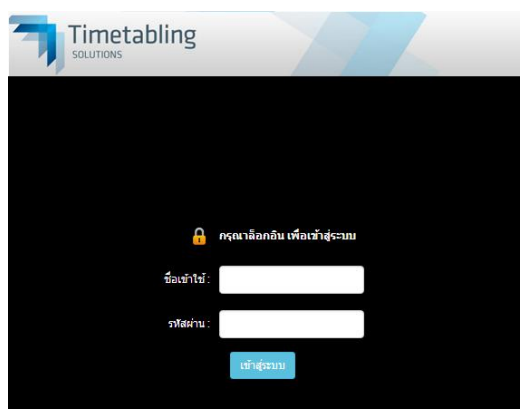 Timetabling
SOLUTIONS
กรุณาล็อกอิน เพื่อเข้าสู่ระบบ
ชื่อเข้าใช้ :
รหัสผ่าน :
เข้าสู่ระบบ